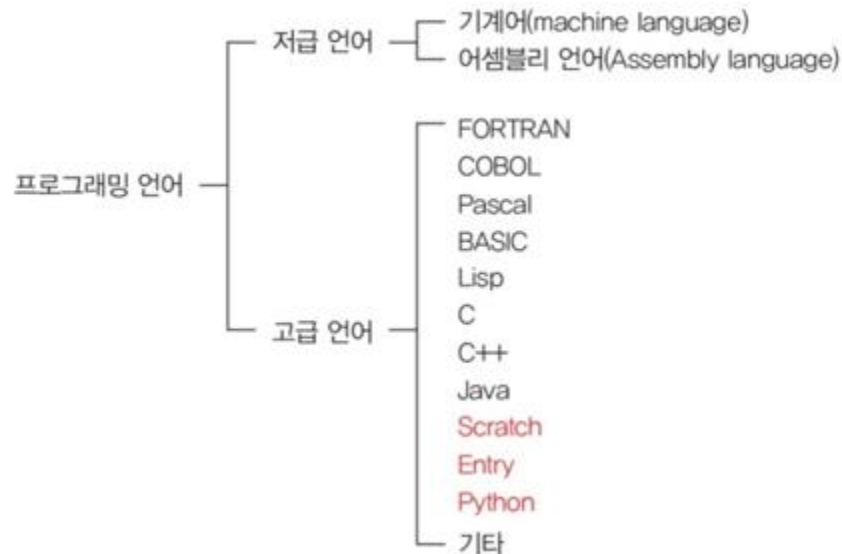 저급 언어
기계어(machine language)
어셈블리 언어(Assembly language)
프로그래밍 언어
고급 언어
FORTRAN
COBOL
Pascal
BASIC
Lisp
C
C++
Java
Scratch
Entry
Python
기타